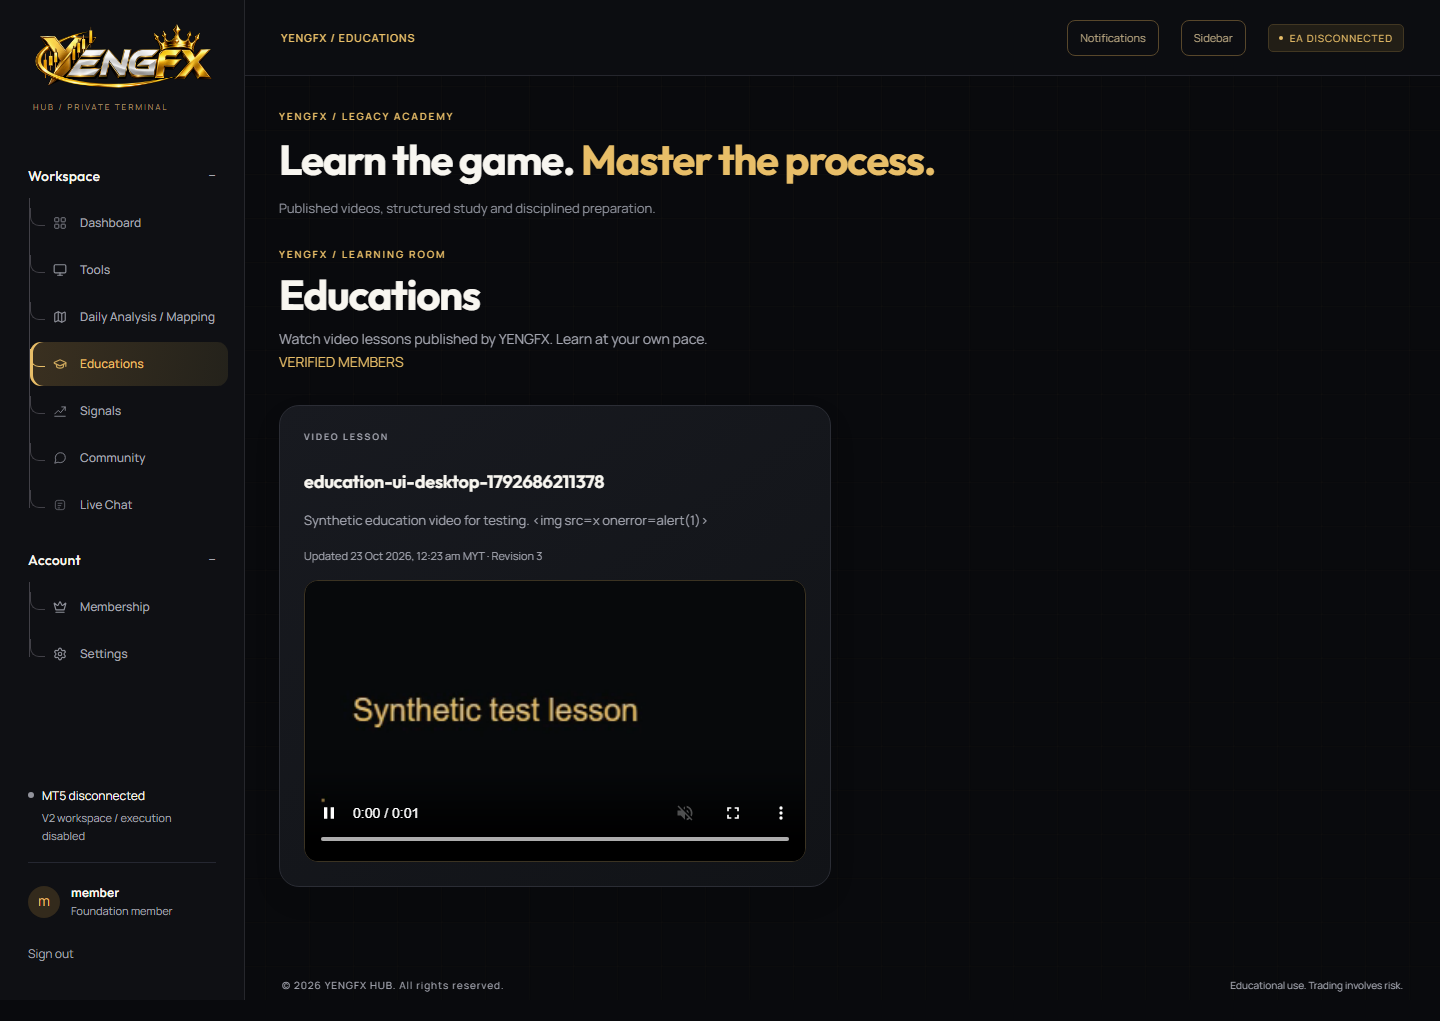 YENGFX
HUB / PRIVATE TERMINAL
Workspace
Dashboard
Tools
Daily Analysis / Mapping
Educations
Signals
Community
Live Chat
Account
Membership
Settings
MT5 disconnected
V2 workspace / execution
disabled
m
member
Foundation member
Sign out
YENGFX / EDUCATIONS
Notifications
Sidebar
EA DISCONNECTED
YENGFX / LEGACY ACADEMY
Learn the game. Master the process.
Published videos, structured study and disciplined preparation.
YENGFX / LEARNING ROOM
Educations
Watch video lessons published by YENGFX. Learn at your own pace.
VERIFIED MEMBERS
VIDEO LESSON
education-ui-desktop-1792686211378
Synthetic education video for testing. <img src=x onerror=alert(1)>
Updated 23 Oct 2026, 12:23 am MYT · Revision 3
Synthetic test lesson
0:00 / 0:01
© 2026 YENGFX HUB. All rights reserved.
Educational use. Trading involves risk.